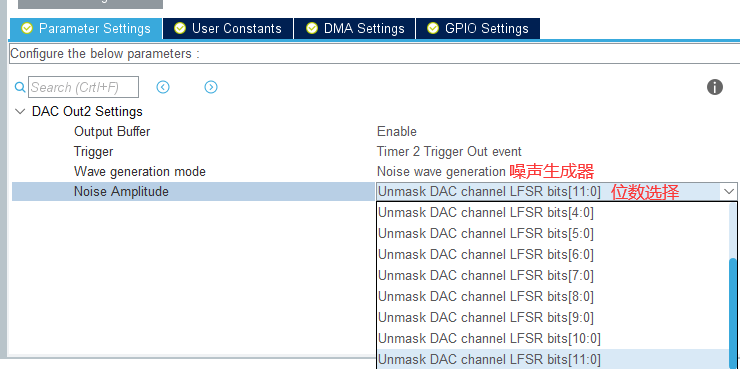 Parameter Settings User Constants DMA Settings GPIO Settings
Configure the below parameters :
Search (Crtl+F)
DAC Out2 Settings
Output Buffer Enable
Trigger Timer 2 Trigger Out event
Wave generation mode Noise wave generation 噪声生成器
Noise Amplitude Unmask DAC channel LFSR bits[11:0] 位数选择
Unmask DAC channel LFSR bits[4:0]
Unmask DAC channel LFSR bits[5:0]
Unmask DAC channel LFSR bits[6:0]
Unmask DAC channel LFSR bits[7:0]
Unmask DAC channel LFSR bits[8:0]
Unmask DAC channel LFSR bits[9:0]
Unmask DAC channel LFSR bits[10:0]
Unmask DAC channel LFSR bits[11:0]